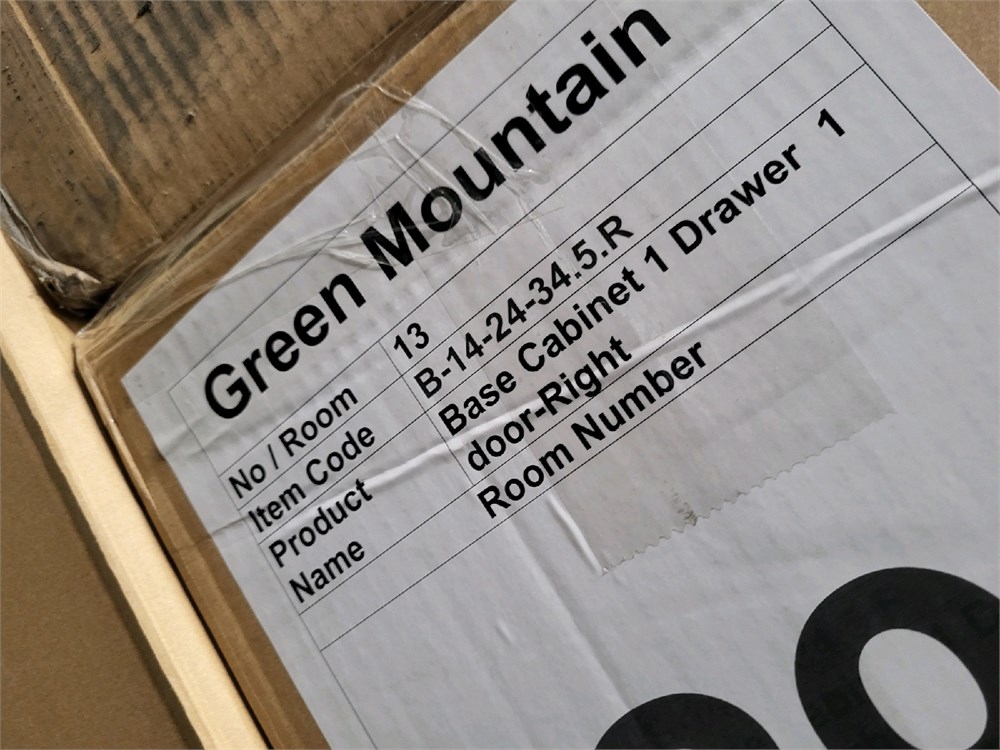 Green Mountain
No / Room 13
Item Code B-14-24-34.5.R
Product Base Cabinet 1 Drawer 1
door-Right
Name Room Number